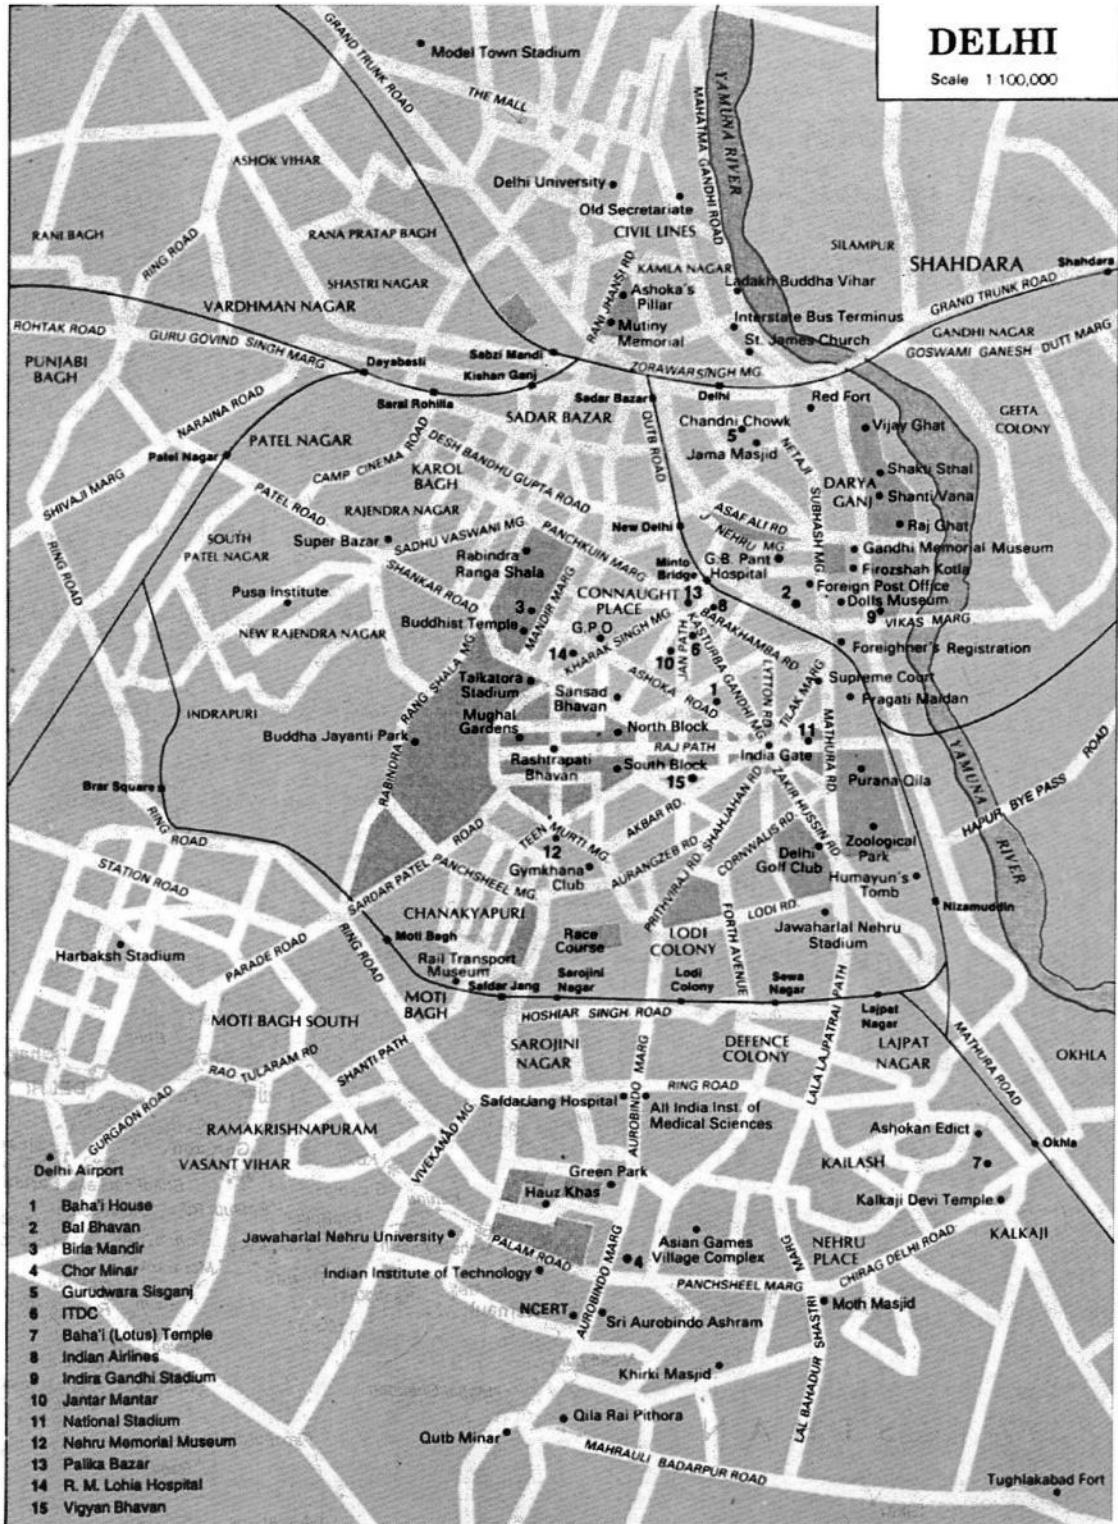 DELHI
Scale 1:100,000
Model Town Stadium
GRAND TRUNK ROAD
THE MALL
MAHATMA GANDHI ROAD
YAMUNA RIVER
ASHOK VIHAR
Delhi University
Old Secretariate
CIVIL LINES
RANI BAGH
RING ROAD
RANA PRATAP BAGH
SILAMPUR
SHAHDARA
Shahdara
SHASTRI NAGAR
KAMLA NAGAR
RANI JHANSI RD
Ashoka's
Pillar
Ladakh Buddha Vihar
GRAND TRUNK ROAD
VARDHMAN NAGAR
Mutiny
Memorial
Interstate Bus Terminus
St. James Church
GANDHI NAGAR
GOSWAMI GANESH DUTT MARG
ROHTAK ROAD
GURU GOVIND SINGH MARG
PUNJABI
BAGH
Dayabasti
Sabzi Mandi
Kishan Ganj
ZORAWAR SINGH MG.
Sarai Rohilla
Sadar Bazar
Delhi
Red Fort
NARAINA ROAD
SADAR BAZAR
QUTB ROAD
Chandni Chowk
5
Jama Masjid
NETAJI SUBHASH MG.
Vijay Ghat
GEETA
COLONY
PATEL NAGAR
Patel Nagar
CAMP CINEMA ROAD
DESH BANDHU GUPTA ROAD
KAROL
BAGH
Shakti Sthal
DARYA
GANJ
Shanti Vana
SHIVAJI MARG
PATEL ROAD
RAJENDRA NAGAR
ASAF ALI RD
Raj Ghat
RING ROAD
SOUTH
PATEL NAGAR
Super Bazar
SADHU VASWANI MG.
PANCHKUIN MARG
New Delhi
NEHRU MG
Gandhi Memorial Museum
SHANKAR ROAD
Rabindra
Ranga Shala
MANDIR MARG
Minto
Bridge
G.B. Pant
Hospital
Firozshah Kotla
Foreign Post Office
Pusa Institute
CONNAUGHT
PLACE
13
8
2
Dolls Museum
3
9
VIKAS MARG
NEW RAJENDRA NAGAR
Buddhist Temple
G.P.O
KHARAK SINGH MG.
BARAKHAMBA RD
6
Foreighner's Registration
14
10
JAN PATH
KASTURBA GANDHI MG.
RABINDRA RANG SHALA MG.
Talkatora
Stadium
ASHOKA ROAD
LYTTON RD
TILAK MARG
Supreme Court
Sansad
Bhavan
1
Pragati Maidan
INDRAPURI
Mughal
Gardens
North Block
MATHURA RD
11
Buddha Jayanti Park
RAJ PATH
India Gate
YAMUNA RIVER
Rashtrapati
Bhavan
South Block
15
Purana Qila
HAPUR BYE PASS ROAD
Brar Square
RING ROAD
ZAKIR HUSSIN RD
SHAHJAHAN RD
TEEN MURTI MG.
12
AKBAR RD.
CORNWALIS RD.
Zoological
Park
STATION ROAD
SARDAR PATEL ROAD
PANCHSHEEL MG.
Gymkhana
Club
AURANGZEB RD
Delhi
Golf Club
Humayun's
Tomb
PRITHVIRAJ RD
CHANAKYAPURI
FORTH AVENUE
LODI RD.
Nizamuddin
Harbaksh Stadium
PARADE ROAD
RING ROAD
Moti Bagh
Race
Course
LODI
COLONY
Jawaharlal Nehru
Stadium
Rail Transport
Museum
MOTI
BAGH
Safdar Jang
Sarojini
Nagar
Lodi
Colony
Sewa
Nagar
Lajpat
Nagar
HOSHIAR SINGH ROAD
MOTI BAGH SOUTH
RAO TULARAM RD
SHANTI PATH
SAROJINI
NAGAR
AUROBINDO MARG
DEFENCE
COLONY
LALA LAJPATRAI PATH
LAJPAT
NAGAR
MATHURA ROAD
OKHLA
RING ROAD
GURGAON ROAD
Safdarjang Hospital
All India Inst. of
Medical Sciences
RAMAKRISHNAPURAM
VIVEKANAD MG.
Ashokan Edict
Okhla
Delhi Airport
VASANT VIHAR
Green Park
KAILASH
7
Hauz Khas
Kalkaji Devi Temple
Jawaharlal Nehru University
PALAM ROAD
Asian Games
Village Complex
NEHRU
PLACE
KALKAJI
CHIRAG DELHI ROAD
Indian Institute of Technology
4
PANCHSHEEL MARG
NCERT
Sri Aurobindo Ashram
AUROBINDO MARG
Moth Masjid
LAL BAHADUR SHASTRI MARG
Khirki Masjid
Qila Rai Pithora
Qutb Minar
MAHRAULI BADARPUR ROAD
Tughlakabad Fort
1 Baha'i House
2 Bal Bhavan
3 Birla Mandir
4 Chor Minar
5 Gurudwara Sisganj
6 ITDC
7 Baha'i (Lotus) Temple
8 Indian Airlines
9 Indira Gandhi Stadium
10 Jantar Mantar
11 National Stadium
12 Nehru Memorial Museum
13 Palika Bazar
14 R. M. Lohia Hospital
15 Vigyan Bhavan